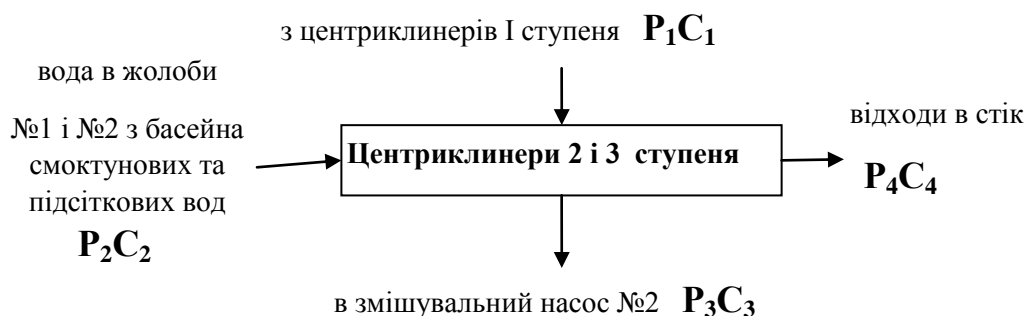 з центриклинерів I ступеня P₁C₁
вода в жолоби
№1 і №2 з басейна
смоктунових та
підсіткових вод
P₂C₂
Центриклинери 2 і 3 ступеня
відходи в стік
P₄C₄
в змішувальний насос №2 P₃C₃